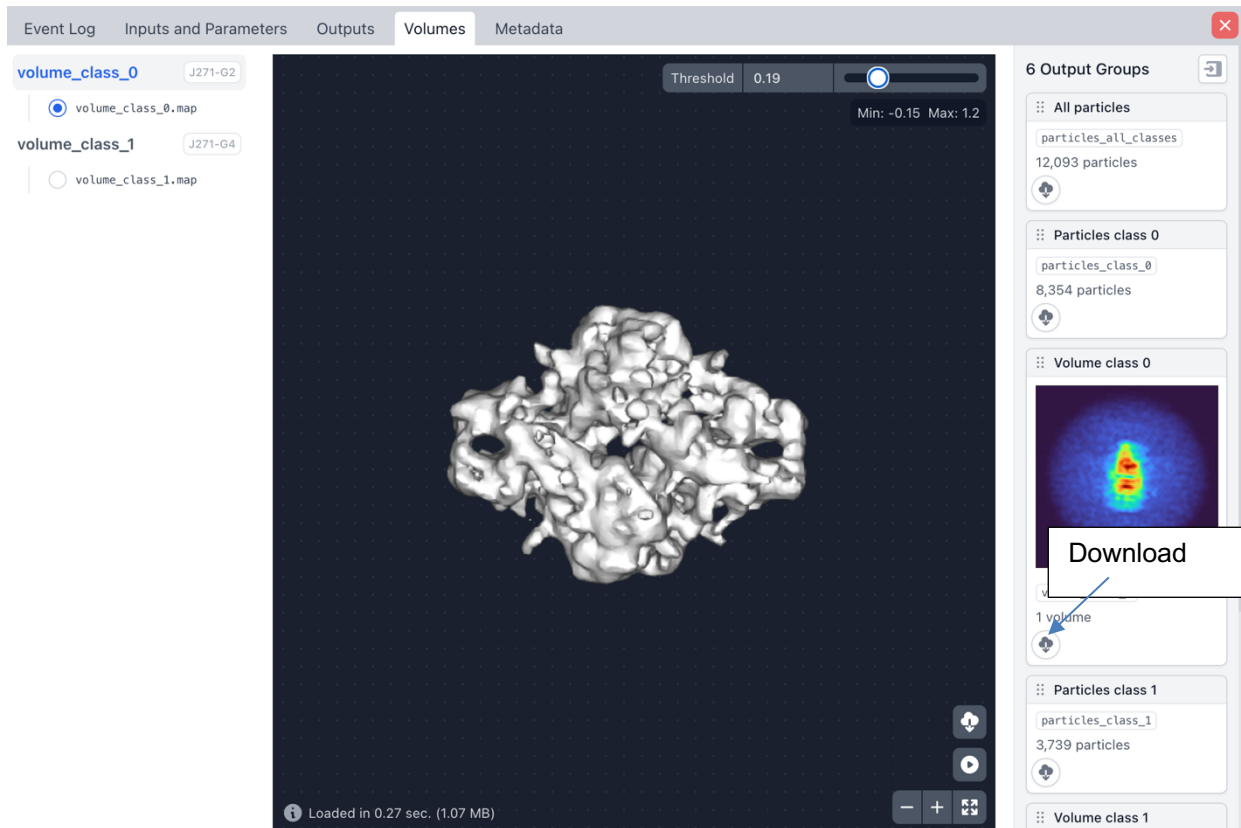 Event Log Inputs and Parameters Outputs Volumes Metadata
volume_class_0 J271-G2
volume_class_0.map
volume_class_1 J271-G4
volume_class_1.map
Threshold 0.19
Min: -0.15 Max: 1.2
Loaded in 0.27 sec. (1.07 MB)
6 Output Groups
All particles
particles_all_classes
12,093 particles
Particles class 0
particles_class_0
8,354 particles
Volume class 0
Download
1 volume
Particles class 1
particles_class_1
3,739 particles
Volume class 1